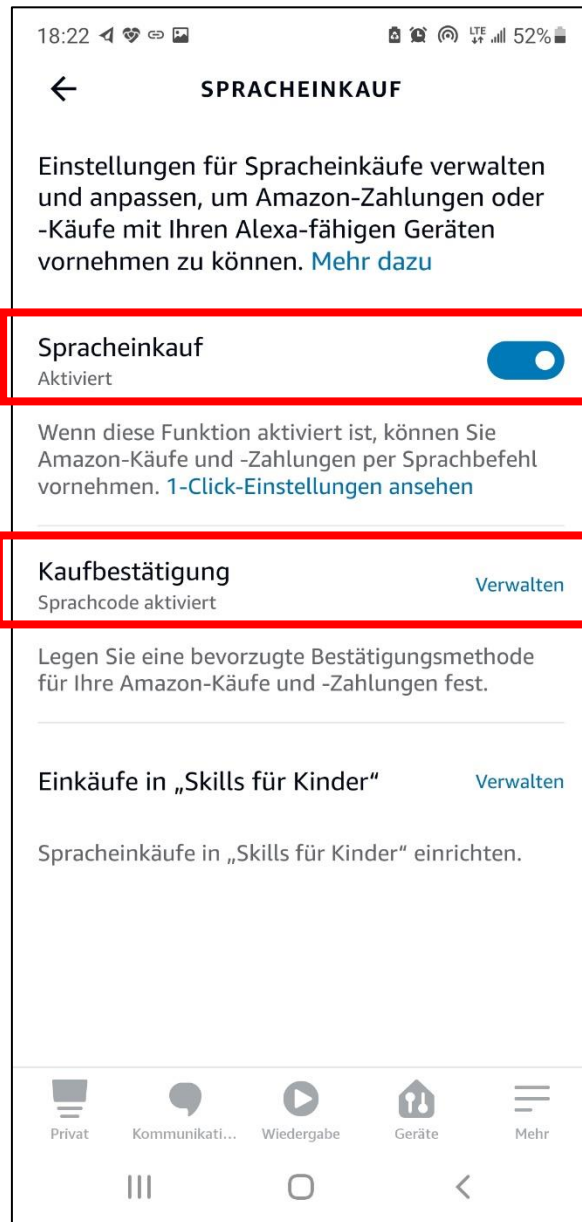 18:22 LTE 52%
SPRACHEINKAUF
Einstellungen für Spracheinkäufe verwalten
und anpassen, um Amazon-Zahlungen oder
-Käufe mit Ihren Alexa-fähigen Geräten
vornehmen zu können. Mehr dazu
Spracheinkauf
Aktiviert
Wenn diese Funktion aktiviert ist, können Sie
Amazon-Käufe und -Zahlungen per Sprachbefehl
vornehmen. 1-Click-Einstellungen ansehen
Kaufbestätigung
Verwalten
Sprachcode aktiviert
Legen Sie eine bevorzugte Bestätigungsmethode
für Ihre Amazon-Käufe und -Zahlungen fest.
Einkäufe in „Skills für Kinder“ Verwalten
Spracheinkäufe in „Skills für Kinder“ einrichten.
Privat Kommunikati... Wiedergabe Geräte Mehr